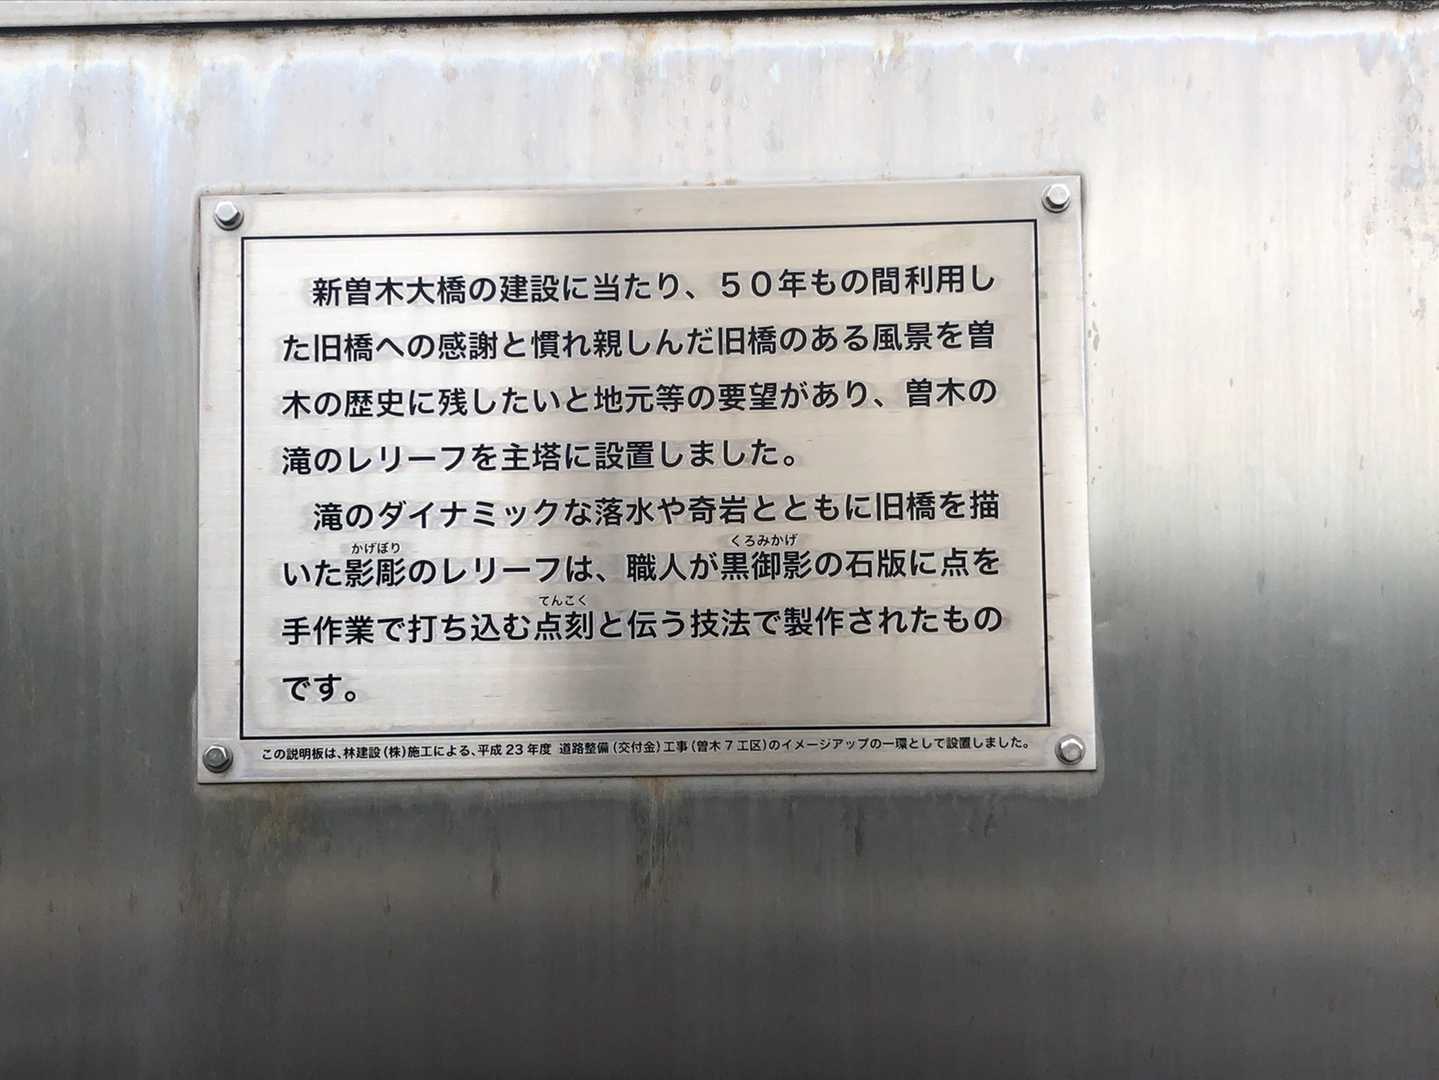 新曽木大橋の建設に当たり、５０年もの間利用し
た旧橋への感謝と慣れ親しんだ旧橋のある風景を曽
木の歴史に残したいと地元等の要望があり、曽木の
滝のレリーフを主塔に設置しました。
滝のダイナミックな落水や奇岩とともに旧橋を描
かげぼり くろみかげ
いた影彫のレリーフは、職人が黒御影の石版に点を
てんこく
手作業で打ち込む点刻と伝う技法で製作されたもの
です。
この説明板は、林建設(株)施工による、平成23年度 道路整備(交付金)工事(曽木7工区)のイメージアップの一環として設置しました。